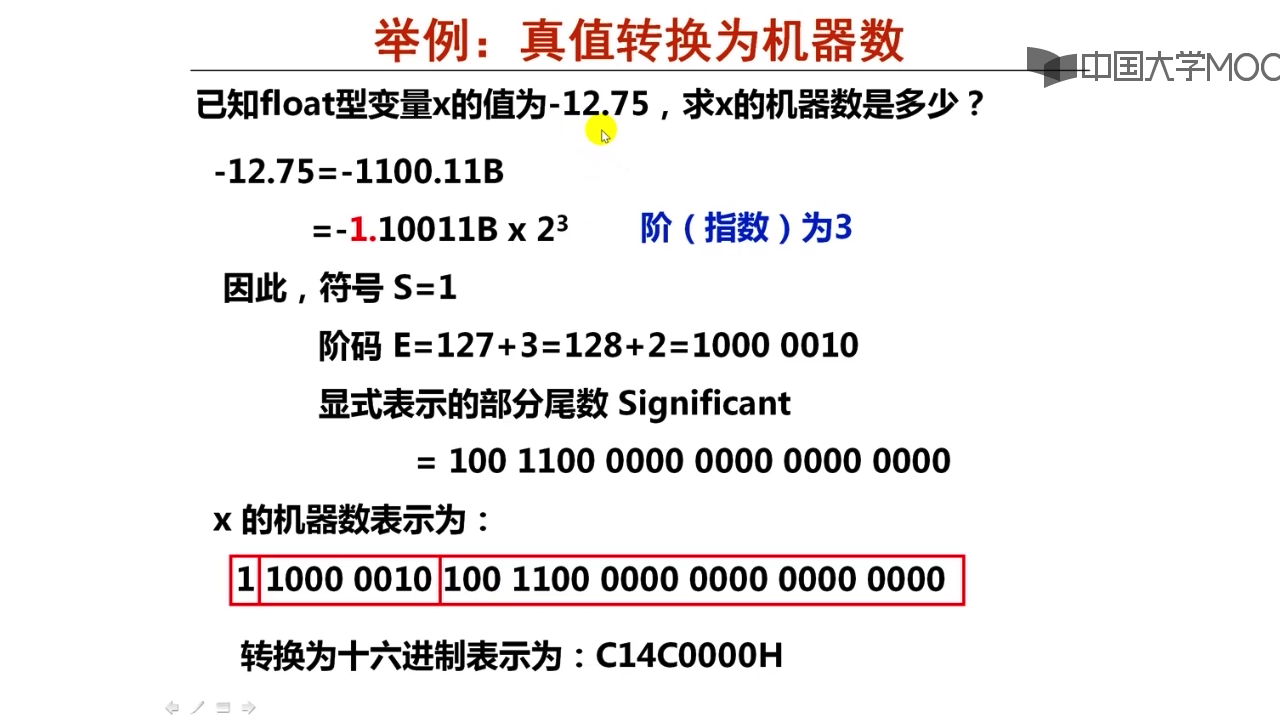 举例：真值转换为机器数
中国大学MOO
已知float型变量x的值为-12.75，求x的机器数是多少？
-12.75=-1100.11B
=-1.10011B x 2³ 阶（指数）为3
因此，符号 S=1
阶码 E=127+3=128+2=1000 0010
显式表示的部分尾数 Significant
= 100 1100 0000 0000 0000 0000
x 的机器数表示为：
1 1000 0010 100 1100 0000 0000 0000 0000
转换为十六进制表示为：C14C0000H